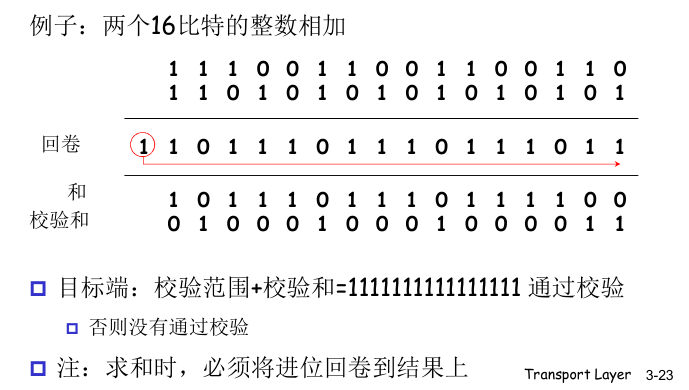 例子：两个16比特的整数相加
1 1 1 0 0 1 1 0 0 1 1 0 0 1 1 0
1 1 0 1 0 1 0 1 0 1 0 1 0 1 0 1
回卷 1 1 0 1 1 1 0 1 1 1 0 1 1 1 0 1 1
和 1 0 1 1 1 0 1 1 1 0 1 1 1 1 0 0
校验和 0 1 0 0 0 1 0 0 0 1 0 0 0 0 1 1
目标端：校验范围+校验和=1111111111111111 通过校验
否则没有通过校验
注：求和时，必须将进位回卷到结果上
Transport Layer 3-23